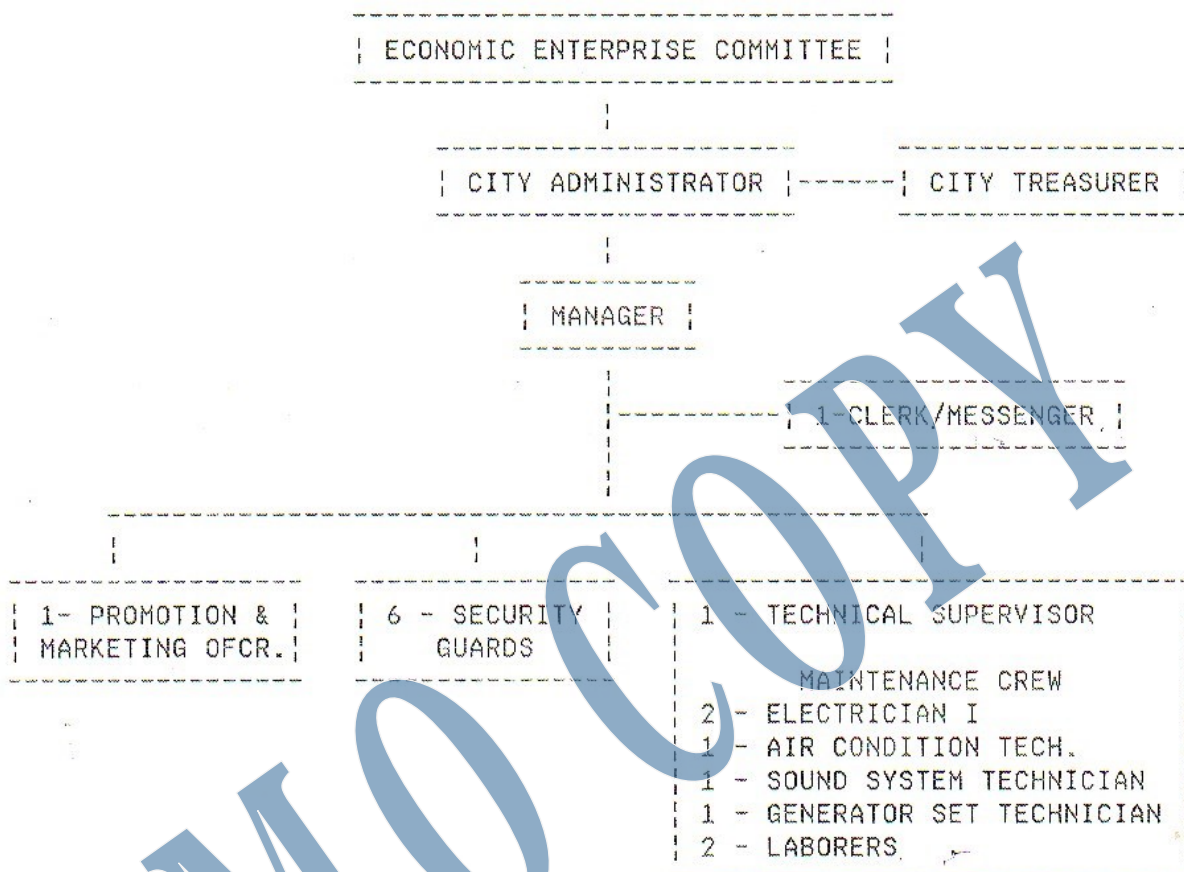 ECONOMIC ENTERPRISE COMMITTEE
CITY ADMINISTRATOR
CITY TREASURER
MANAGER
1-CLERK/MESSENGER
1- PROMOTION &
MARKETING OFCR.
6 - SECURITY
GUARDS
1 - TECHNICAL SUPERVISOR
MAINTENANCE CREW
2 - ELECTRICIAN I
1 - AIR CONDITION TECH.
1 - SOUND SYSTEM TECHNICIAN
1 - GENERATOR SET TECHNICIAN
2 - LABORERS
MO COPY